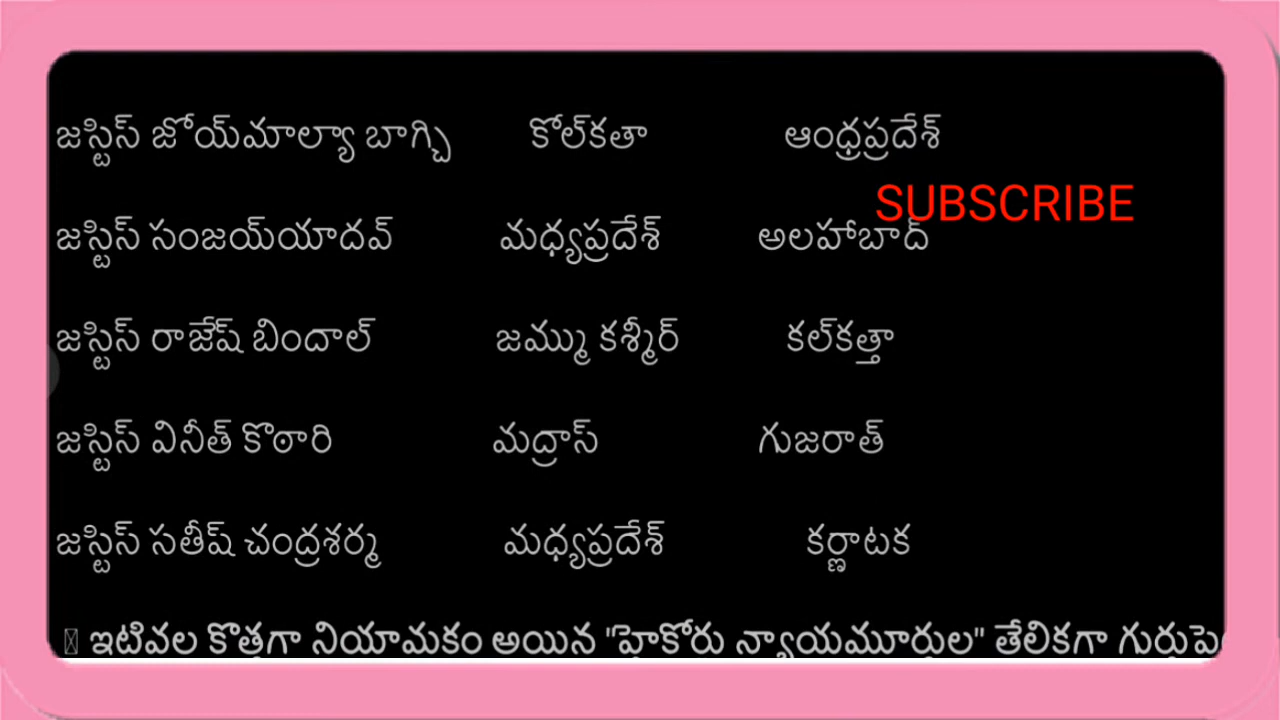 జస్టిస్ జోయ్‌మాల్యా బాగ్చి కోల్‌కతా ఆంధ్రప్రదేశ్
SUBSCRIBE
జస్టిస్ సంజయ్‌యాదవ్ మధ్యప్రదేశ్ అలహాబాద్
జస్టిస్ రాజేష్ బిందాల్ జమ్ము కశ్మీర్ కల్‌కత్తా
జస్టిస్ వినీత్ కొఠారి మద్రాస్ గుజరాత్
జస్టిస్ సతీష్ చంద్రశర్మ మధ్యప్రదేశ్ కర్ణాటక
ఇటివల కొత్తగా నియామకం అయిన "హైకోరు న్యాయమూర్తుల" తేలికగా